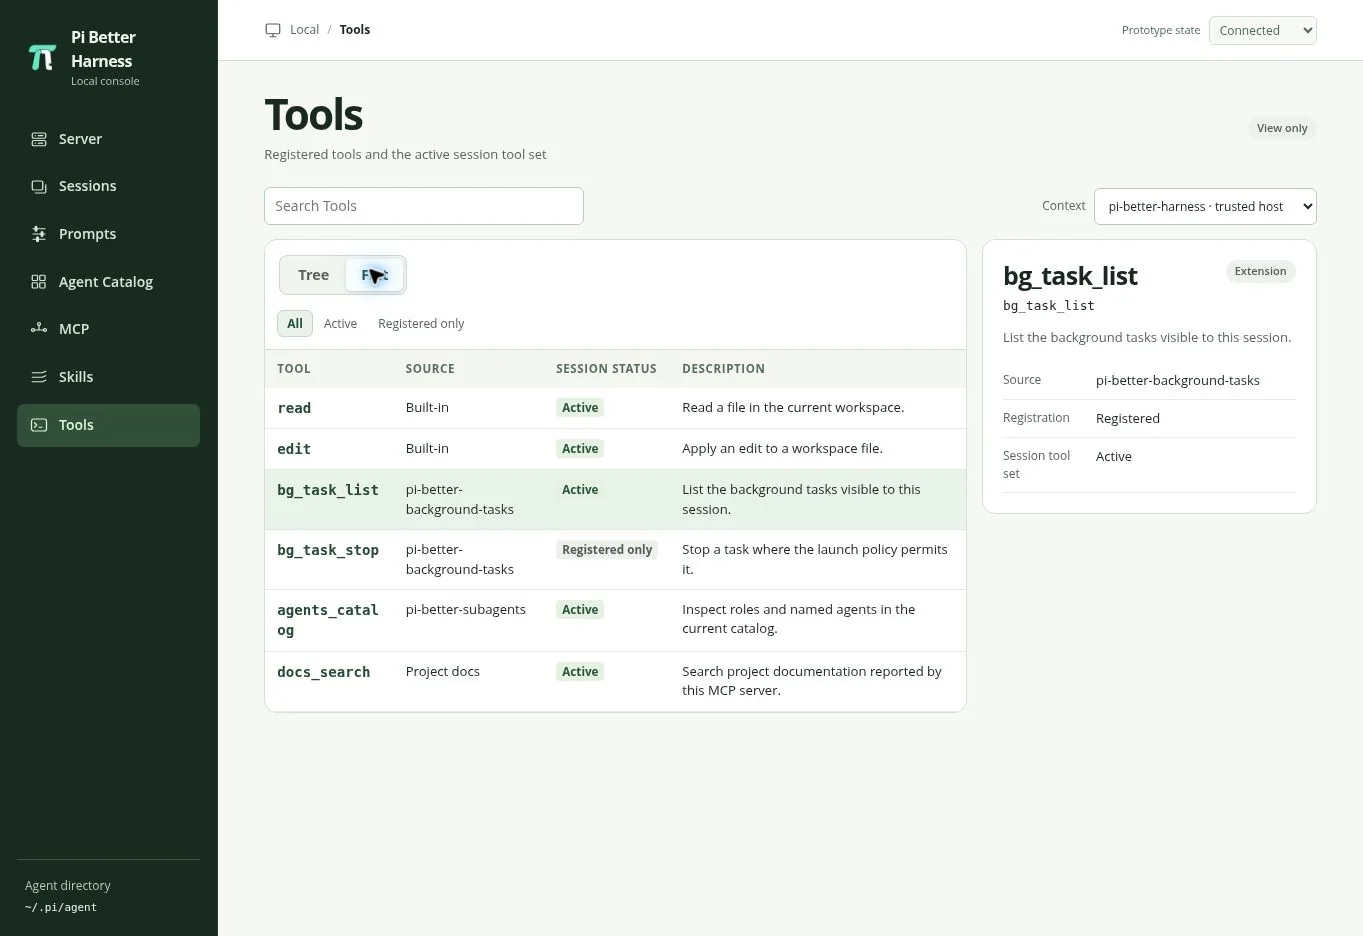 Pi Better
Harness
Local console
Server
Sessions
Prompts
Agent Catalog
MCP
Skills
Tools
Agent directory
~/.pi/agent
Local / Tools
Prototype state
Connected
Tools
Registered tools and the active session tool set
View only
Search Tools
Context
pi-better-harness · trusted host
Tree
All
Active
Registered only
TOOL SOURCE SESSION STATUS DESCRIPTION
read Built-in Active Read a file in the current workspace.
edit Built-in Active Apply an edit to a workspace file.
bg_task_list pi-better- Active List the background tasks visible to this
background-tasks session.
bg_task_stop pi-better- Registered only Stop a task where the launch policy permits
background-tasks it.
agents_catal pi-better-subagents Active Inspect roles and named agents in the
og current catalog.
docs_search Project docs Active Search project documentation reported by
this MCP server.
bg_task_list
Extension
bg_task_list
List the background tasks visible to this session.
Source pi-better-background-tasks
Registration Registered
Session tool Active
set